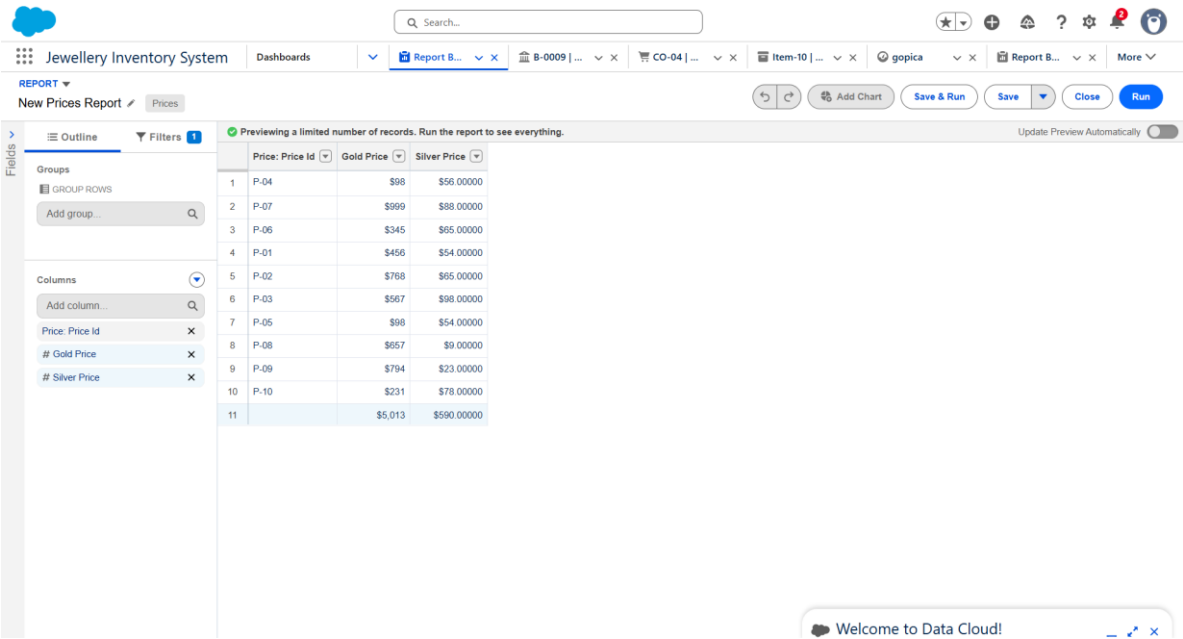 Search...
2
Jewellery Inventory System
Dashboards
Report B...
B-0009 | ...
CO-04 | ...
Item-10 | ...
gopica
Report B...
More
REPORT
New Prices Report
Prices
Add Chart
Save & Run
Save
Close
Run
Fields
Outline
Filters 1
Previewing a limited number of records. Run the report to see everything.
Update Preview Automatically
Groups
GROUP ROWS
Add group...
Columns
Add column...
Price: Price Id
# Gold Price
# Silver Price
Price: Price Id Gold Price Silver Price
1 P-04 $98 $56.00000
2 P-07 $999 $88.00000
3 P-06 $345 $65.00000
4 P-01 $456 $54.00000
5 P-02 $768 $65.00000
6 P-03 $567 $98.00000
7 P-05 $98 $54.00000
8 P-08 $657 $9.00000
9 P-09 $794 $23.00000
10 P-10 $231 $78.00000
11 $5,013 $590.00000
Welcome to Data Cloud!